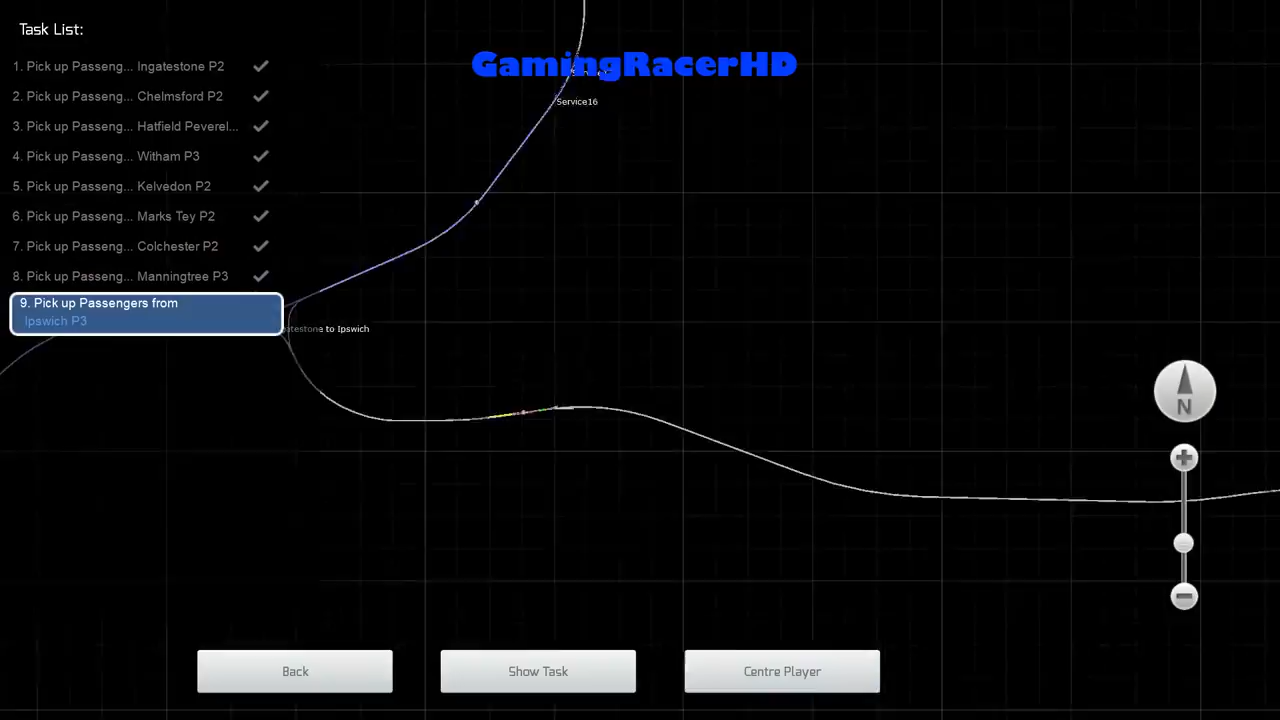 Task List:
GamingRacerHD
1. Pick up Passeng... Ingatestone P2
Service16
2. Pick up Passeng... Chelmsford P2
3. Pick up Passeng... Hatfield Peverel...
4. Pick up Passeng... Witham P3
5. Pick up Passeng... Kelvedon P2
6. Pick up Passeng... Marks Tey P2
7. Pick up Passeng... Colchester P2
8. Pick up Passeng... Manningtree P3
9. Pick up Passengers from
Ipswich P3
atestone to Ipswich
N
Back
Show Task
Centre Player